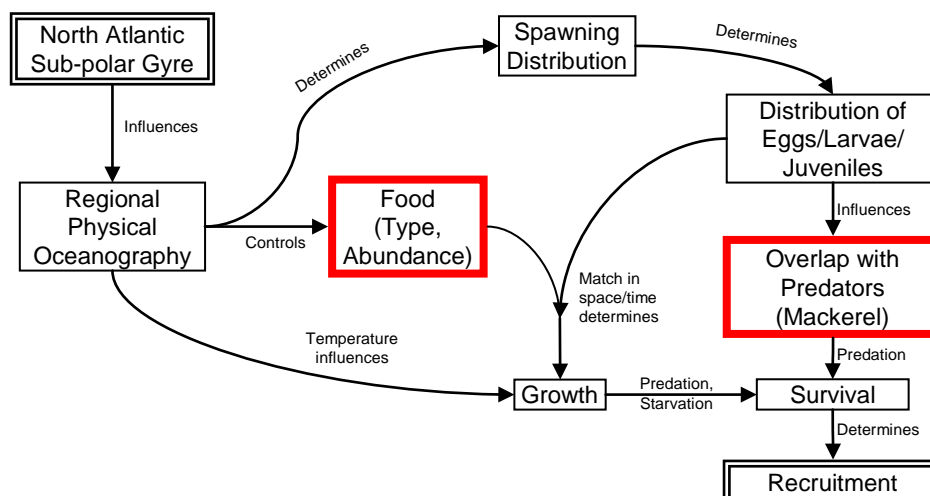 North Atlantic
Sub-polar Gyre
Influences
Regional
Physical
Oceanography
Determines
Spawning
Distribution
Determines
Distribution of
Eggs/Larvae/
Juveniles
Controls
Food
(Type,
Abundance)
Match in
space/time
determines
Influences
Overlap with
Predators
(Mackerel)
Temperature
influences
Growth
Predation,
Starvation
Predation
Survival
Determines
Recruitment